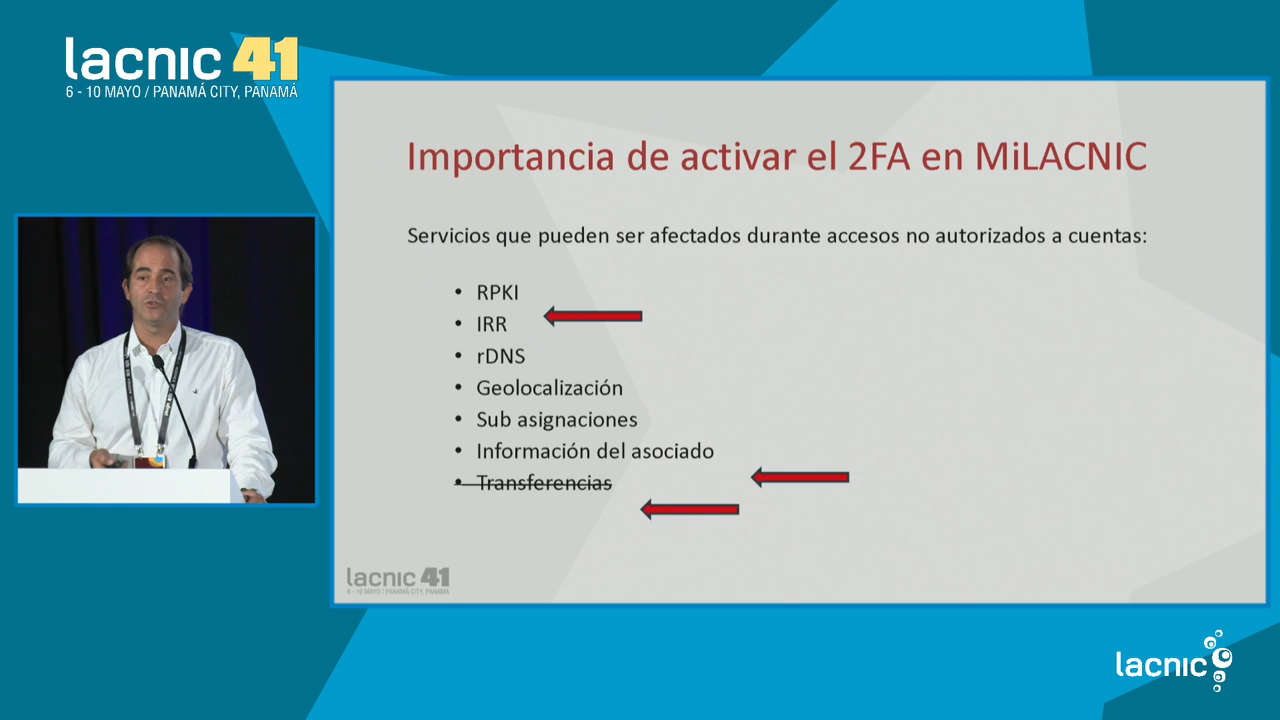 lacnic 41
6 - 10 MAYO / PANAMÁ CITY, PANAMÁ
Importancia de activar el 2FA en MiLACNIC
Servicios que pueden ser afectados durante accesos no autorizados a cuentas:
• RPKI
• IRR
• rDNS
• Geolocalización
• Sub asignaciones
• Información del asociado
• Transferencias
lacnic 41
6 - 10 MAYO / PANAMÁ CITY, PANAMÁ
lacnic